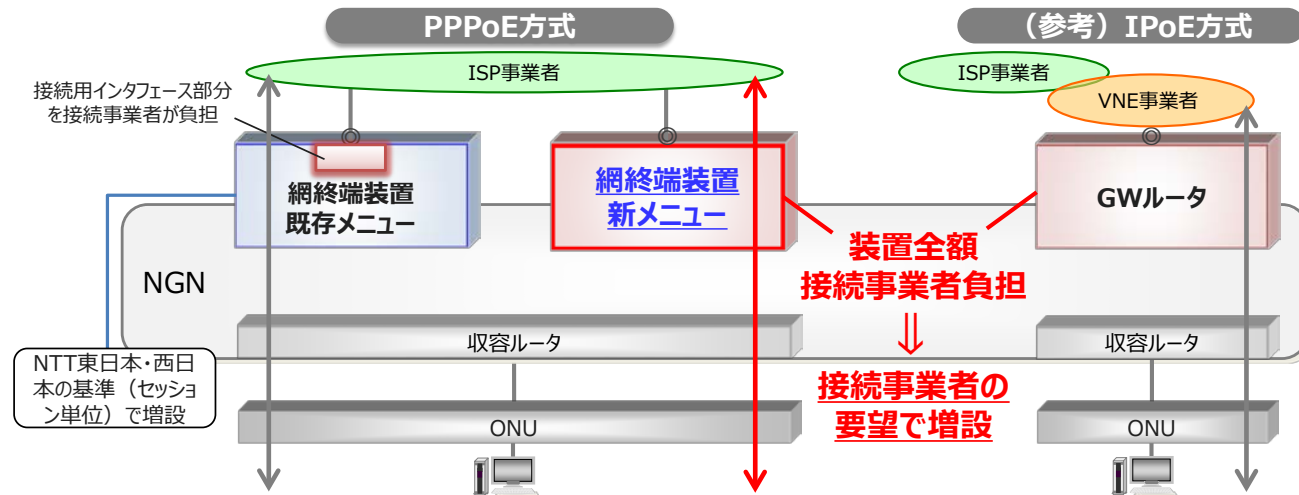 PPPoE方式
(参考)IPoE方式
ISP事業者
ISP事業者
VNE事業者
接続用インタフェース部分
を接続事業者が負担
網終端装置
既存メニュー
網終端装置
新メニュー
GWルータ
装置全額
接続事業者負担
⇓
接続事業者の
要望で増設
NGN
収容ルータ
収容ルータ
NTT東日本・西日
本の基準(セッショ
ン単位)で増設
ONU
ONU